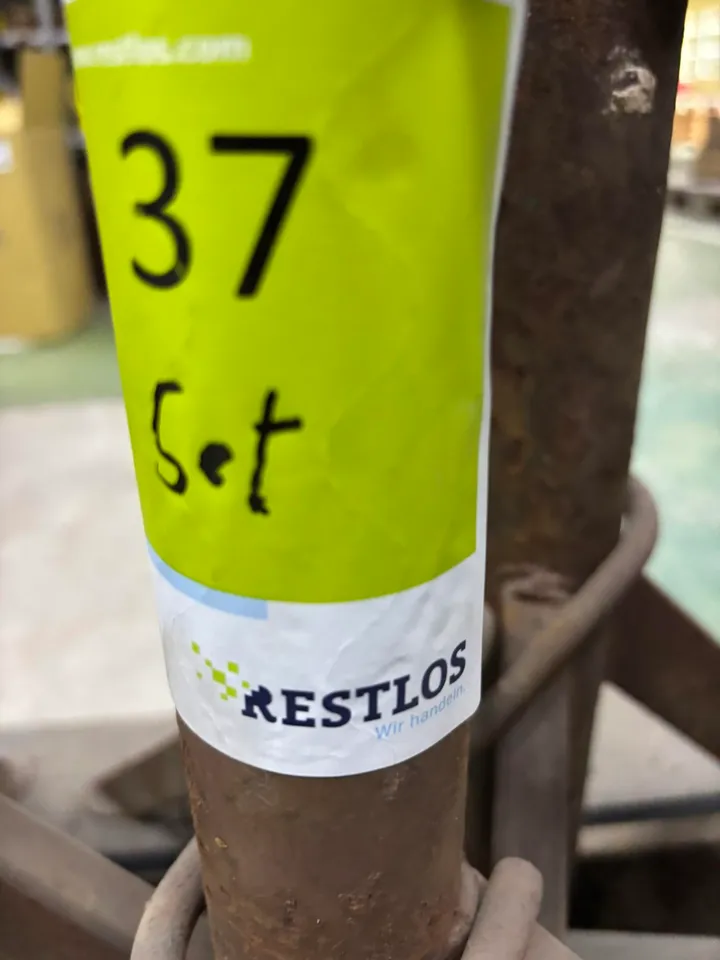 37
Set
RESTLOS
Wir handeln.